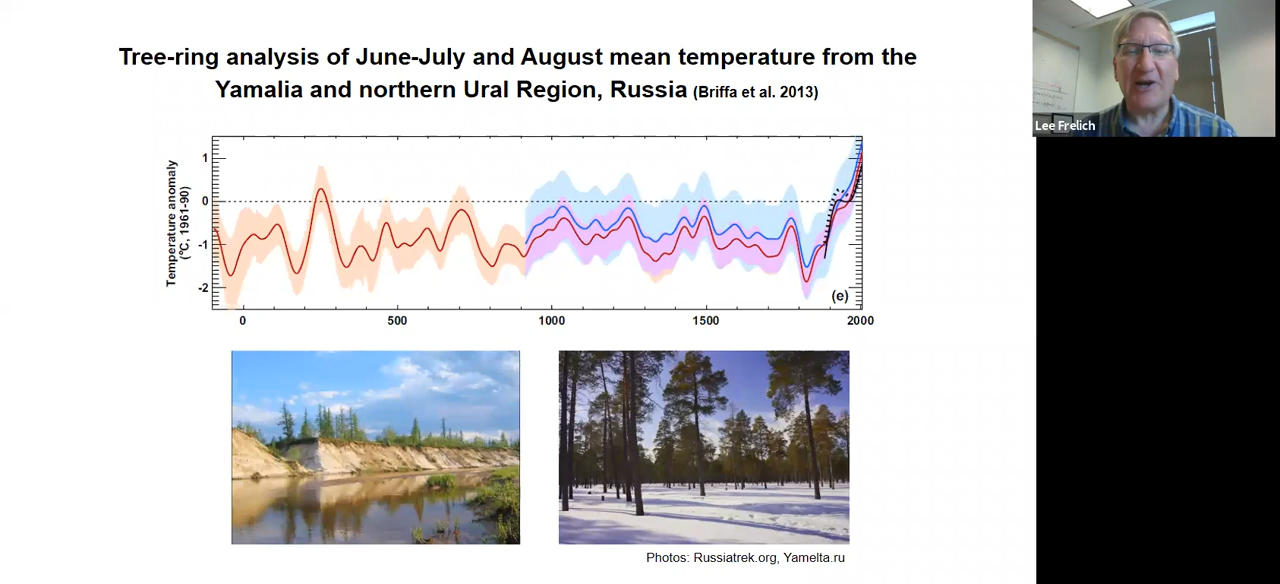 Tree-ring analysis of June-July and August mean temperature from the
Yamalia and northern Ural Region, Russia (Briffa et al. 2013)
Lee Frelich
Temperature anomaly
(°C, 1961-90)
1
0
-1
-2
(e)
0 500 1000 1500 2000
Photos: Russiatrek.org, Yamelta.ru